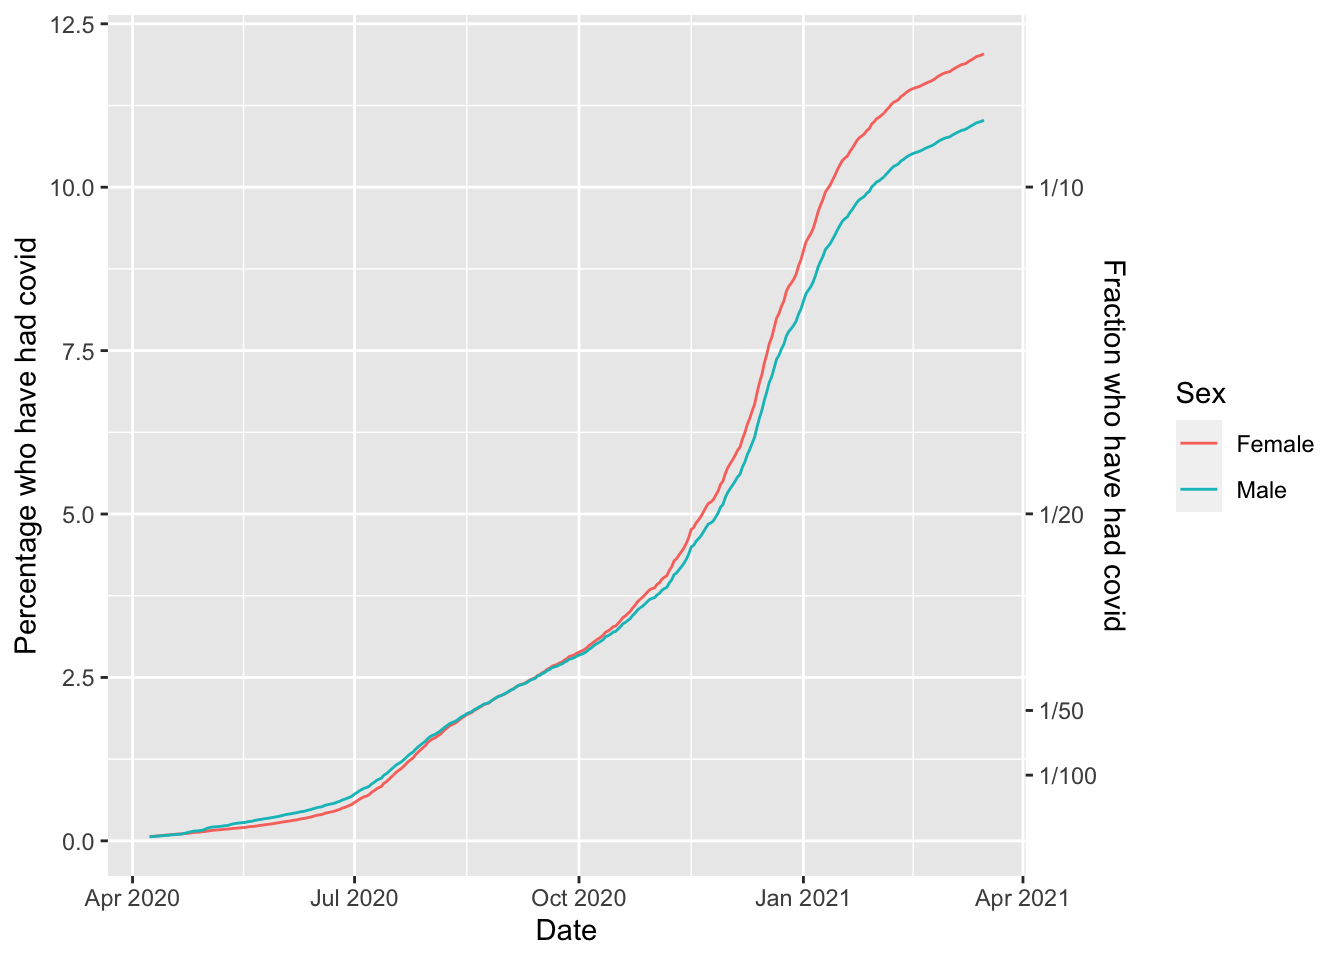 12.5
10.0
7.5
5.0
2.5
0.0
Percentage who have had covid
Apr 2020
Jul 2020
Oct 2020
Jan 2021
Apr 2021
Date
1/10
1/20
1/50
1/100
Fraction who have had covid
Sex
Female
Male